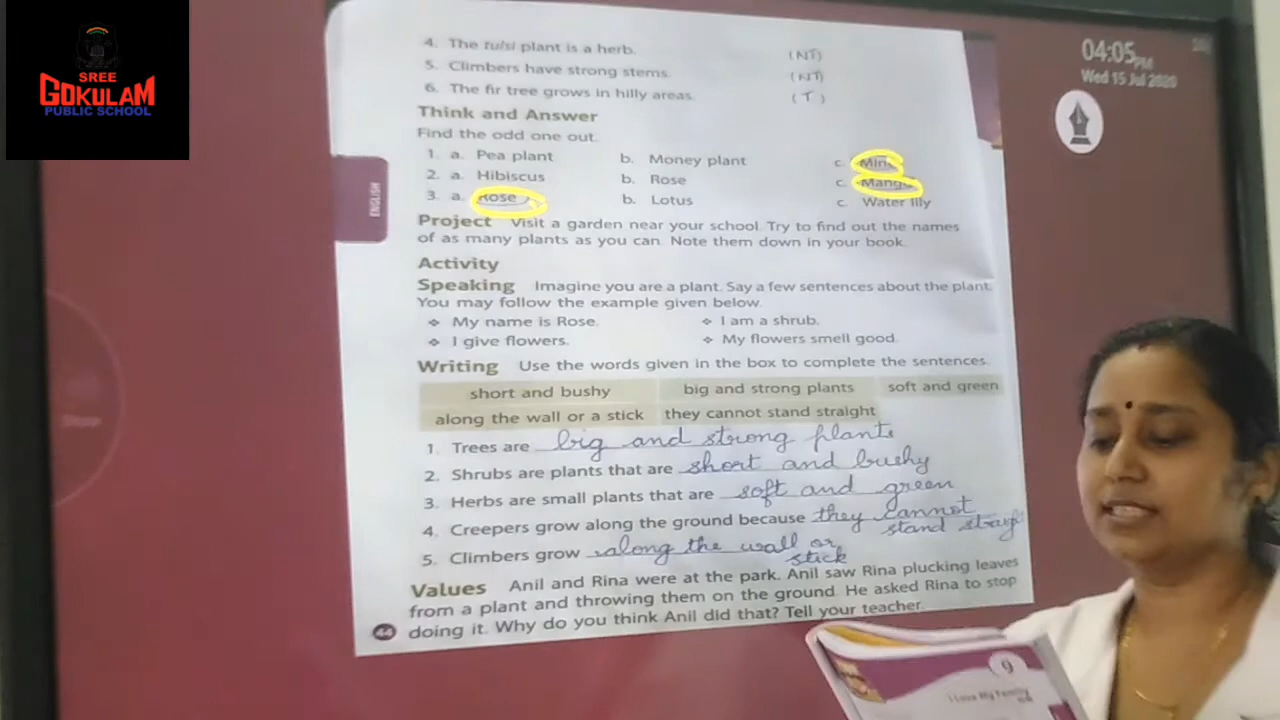 SREE
GOKULAM
PUBLIC SCHOOL
04:05PM
Wed 15 Jul 2020
4. The tulsi plant is a herb. (NT)
5. Climbers have strong stems. (NT)
6. The fir tree grows in hilly areas. (T)
Think and Answer
Find the odd one out.
1. a. Pea plant b. Money plant c. Mint
2. a. Hibiscus b. Rose c. Mango
3. a. Rose b. Lotus c. Water lily
ENGLISH
Project Visit a garden near your school. Try to find out the names
of as many plants as you can. Note them down in your book.
Activity
Speaking Imagine you are a plant. Say a few sentences about the plant.
You may follow the example given below.
❖ My name is Rose. ❖ I am a shrub.
❖ I give flowers. ❖ My flowers smell good.
Writing Use the words given in the box to complete the sentences.
short and bushy big and strong plants soft and green
along the wall or a stick they cannot stand straight
1. Trees are big and strong plants
2. Shrubs are plants that are short and bushy
3. Herbs are small plants that are soft and green
4. Creepers grow along the ground because they cannot
stand straigh
5. Climbers grow along the wall or
stick
Values Anil and Rina were at the park. Anil saw Rina plucking leaves
from a plant and throwing them on the ground. He asked Rina to stop
doing it. Why do you think Anil did that? Tell your teacher.
44
9
I Love My Family